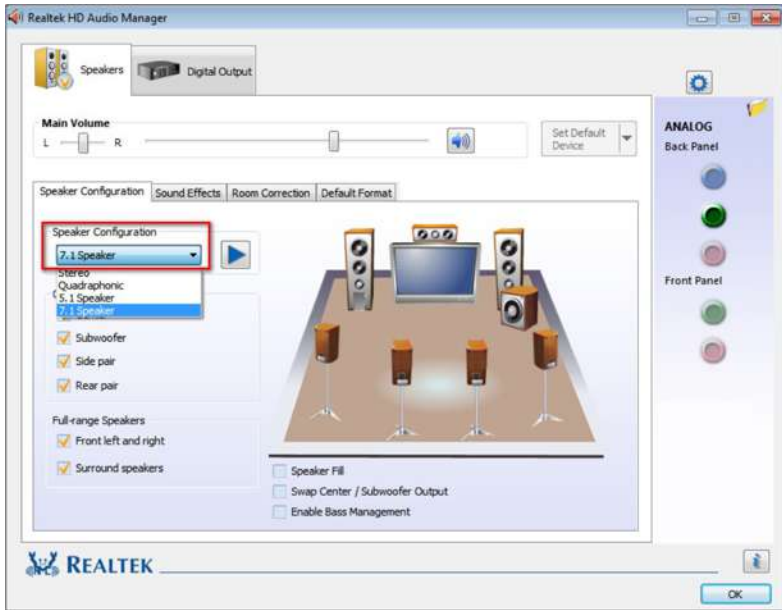 Realtek HD Audio Manager
Speakers
Digital Output
Main Volume
L
R
Set Default
Device
ANALOG
Back Panel
Speaker Configuration
Sound Effects
Room Correction
Default Format
Speaker Configuration
7.1 Speaker
Stereo
Quadraphonic
5.1 Speaker
7.1 Speaker
Subwoofer
Side pair
Rear pair
Front Panel
Full-range Speakers
Front left and right
Surround speakers
Speaker Fill
Swap Center / Subwoofer Output
Enable Bass Management
REALTEK
OK